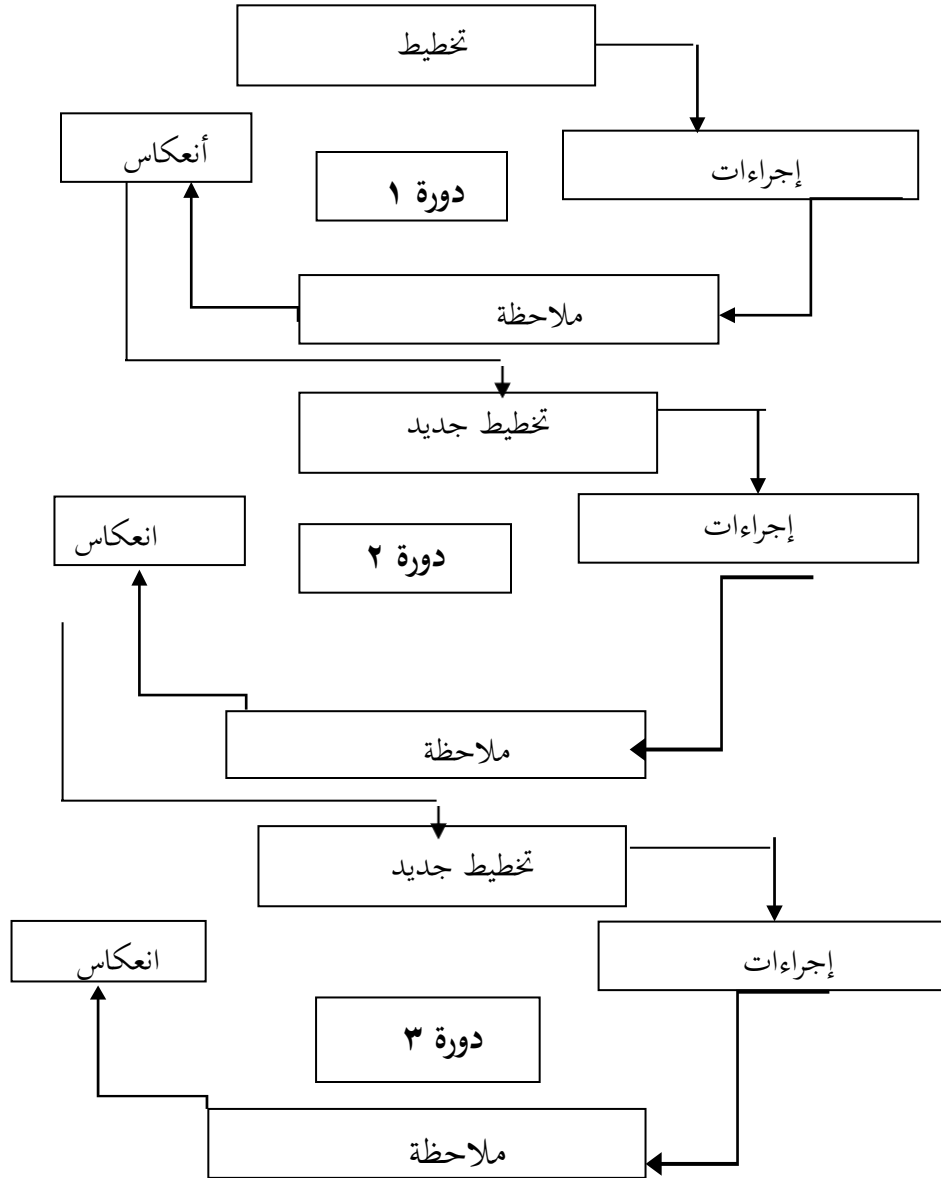 تخطيط
إجراءات
أنعكاس
دورة ١
ملاحظة
تخطيط جديد
إجراءات
انعكاس
دورة ٢
ملاحظة
تخطيط جديد
إجراءات
انعكاس
دورة ٣
ملاحظة